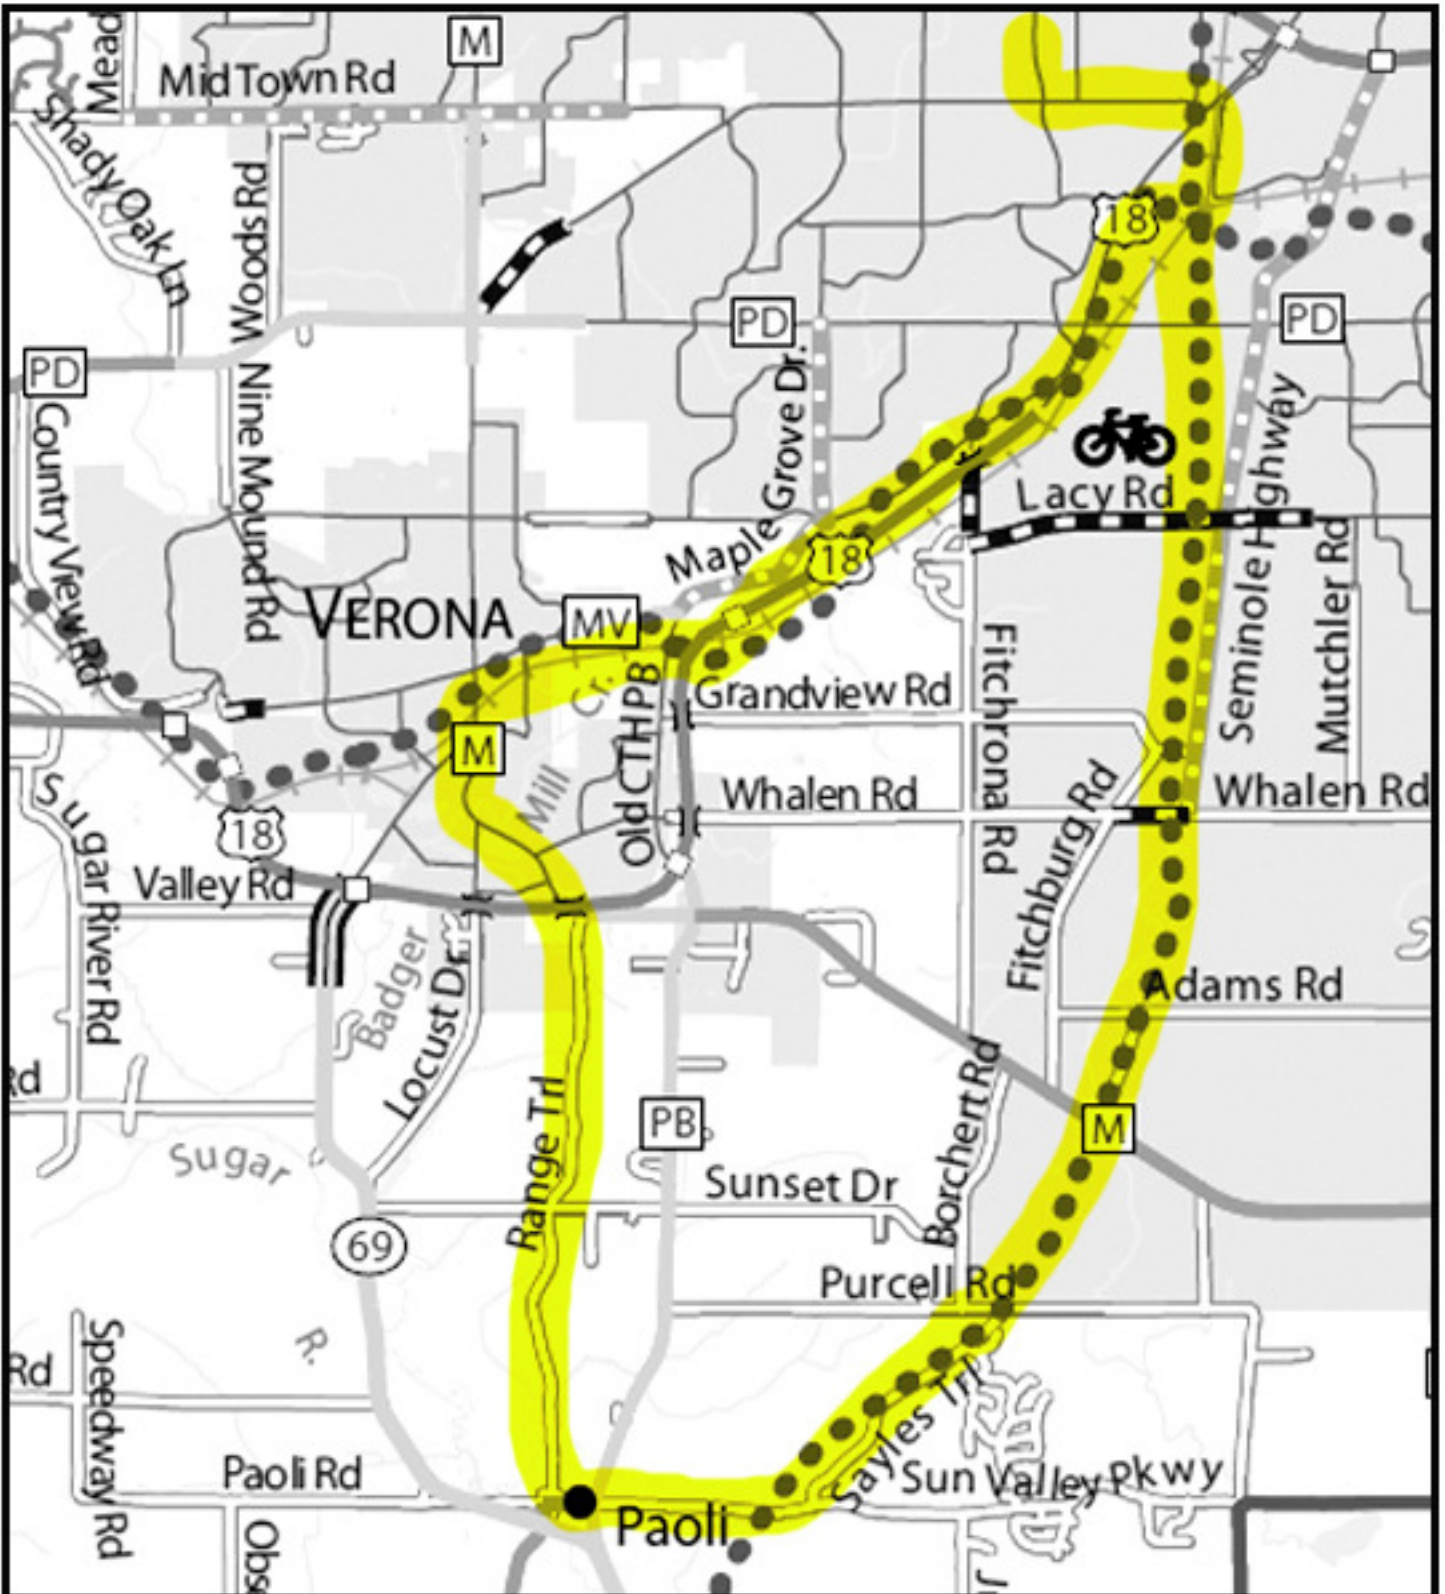 Mead
M
Mid Town Rd
Shady Oak Ln
Woods Rd
18
PD
PD
PD
Nine Mound Rd
Country View Rd
Maple Grove Dr.
Lacy Rd
Seminole Highway
Mutchler Rd
18
VERONA
MV
Fitchrona Rd
Grandview Rd
Old CTH PB
Mill
Cr.
M
Whalen Rd
Whalen Rd
18
Sugar River Rd
Valley Rd
Fitchburg Rd
Badger
Locust Dr
Adams Rd
Rd
Range Trl
PB
Borchert Rd
M
Sugar
Sunset Dr
69
Purcell Rd
R.
Rd
Speedway Rd
Sayles Trl
Paoli Rd
Sun Valley Pkwy
Paoli
Obs